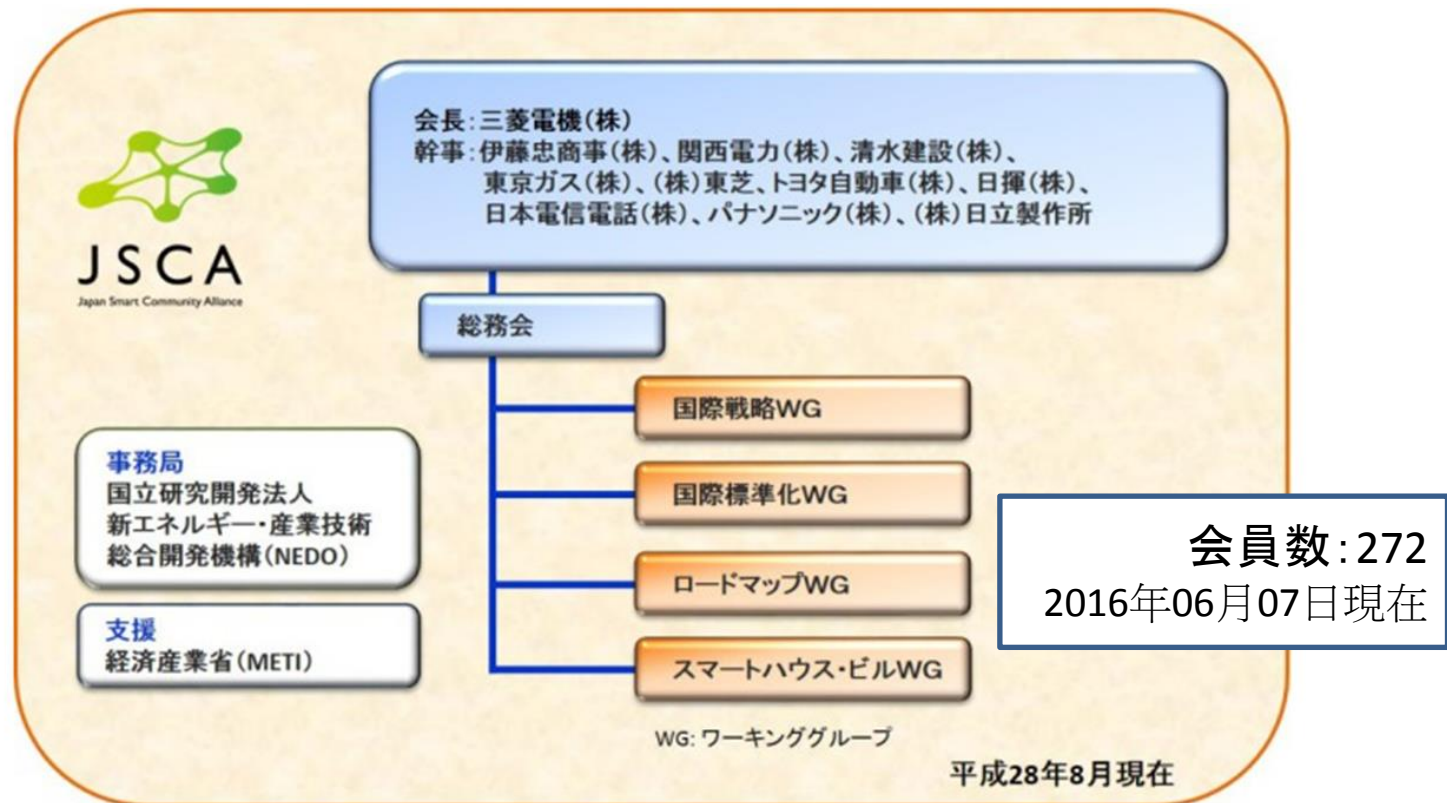 JSCA
Japan Smart Community Alliance
会長:三菱電機(株)
幹事:伊藤忠商事(株)、関西電力(株)、清水建設(株)、
東京ガス(株)、(株)東芝、トヨタ自動車(株)、日揮(株)、
日本電信電話(株)、パナソニック(株)、(株)日立製作所
総務会
国際戦略WG
国際標準化WG
ロードマップWG
スマートハウス・ビルWG
WG: ワーキンググループ
事務局
国立研究開発法人
新エネルギー・産業技術
総合開発機構(NEDO)
支援
経済産業省(METI)
会員数:272
2016年06月07日現在
平成28年8月現在